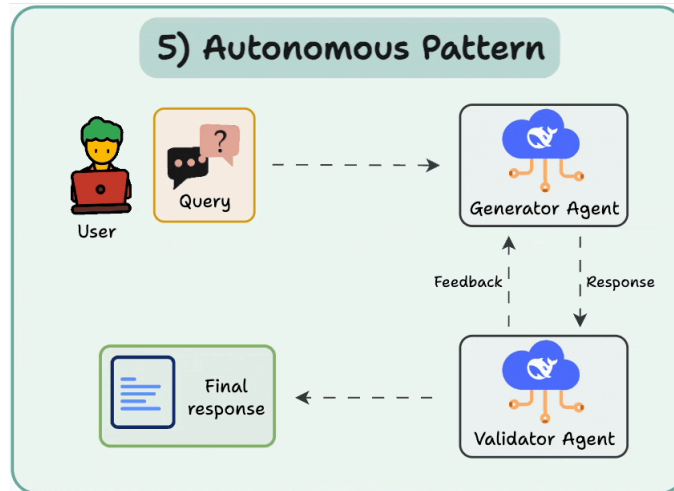 5) Autonomous Pattern
?
Query
User
Generator Agent
Feedback
Response
Final
response
Validator Agent